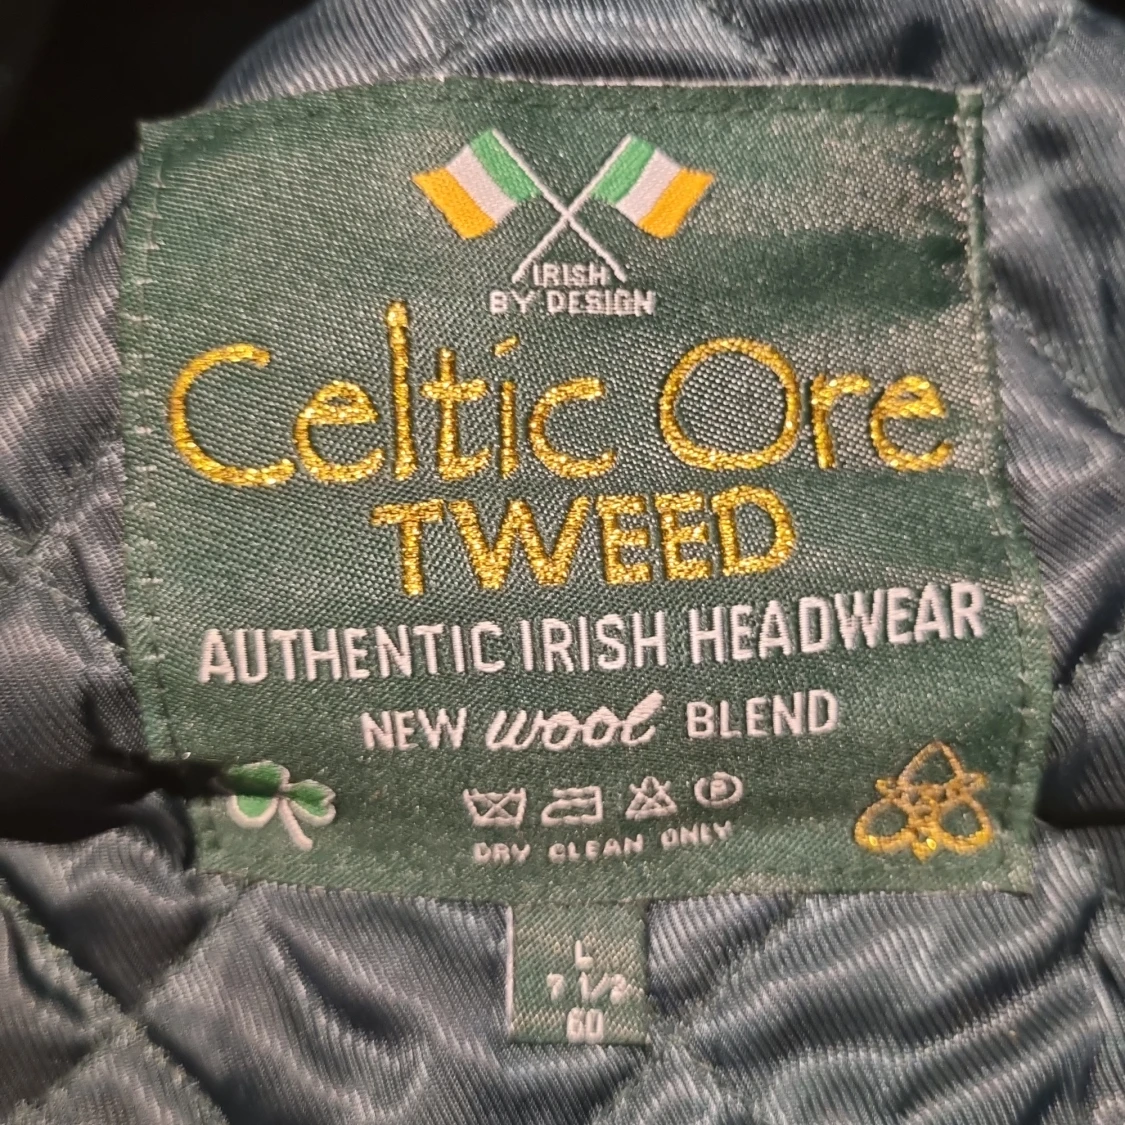 IRISH
BY DESIGN
Celtic Ore
TWEED
AUTHENTIC IRISH HEADWEAR
NEW wool BLEND
P
DRY CLEAN ONLY
L
7 1/2
60